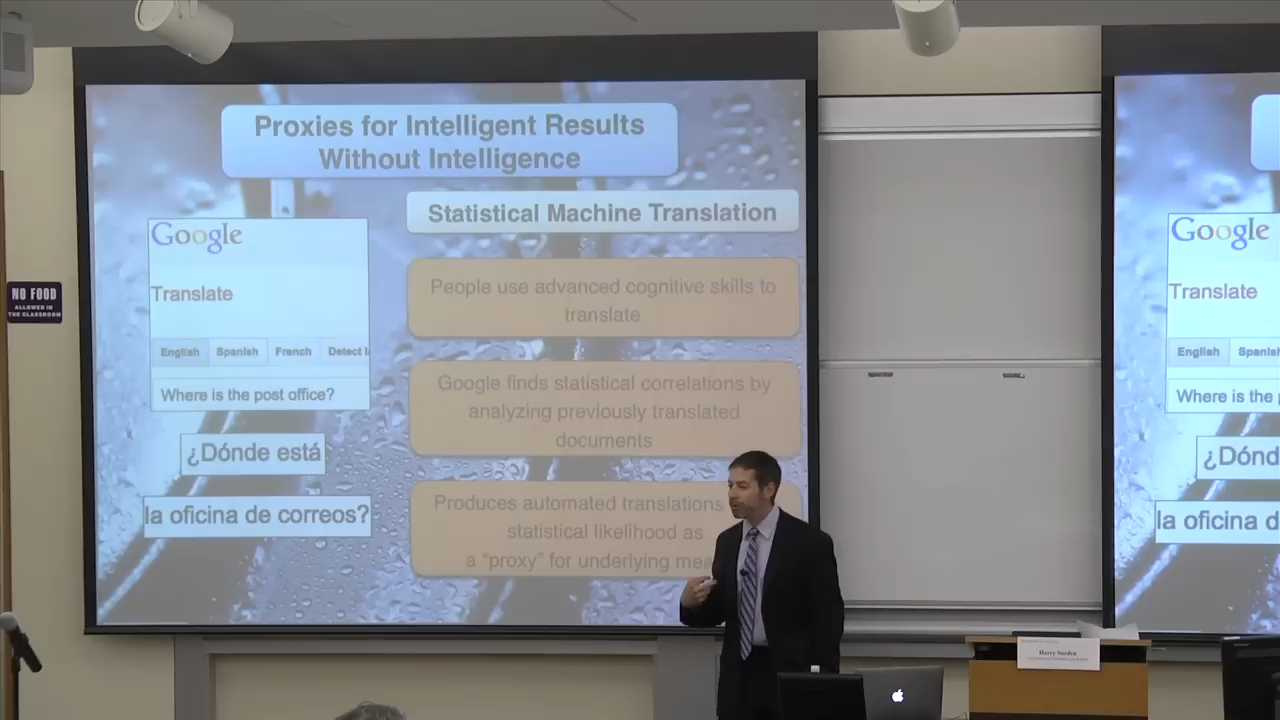 Proxies for Intelligent Results
Without Intelligence
Statistical Machine Translation
Google
Translate
English Spanish French Detect
Where is the post office?
¿Dónde está
la oficina de correos?
People use advanced cognitive skills to
translate
Google finds statistical correlations by
analyzing previously translated
documents
Produces automated translations
statistical likelihood as
a "proxy" for underlying
NO FOOD
ALLOWED IN
THE CLASSROOM
Google
Translate
English
Where is the
la oficina
Harry Surden